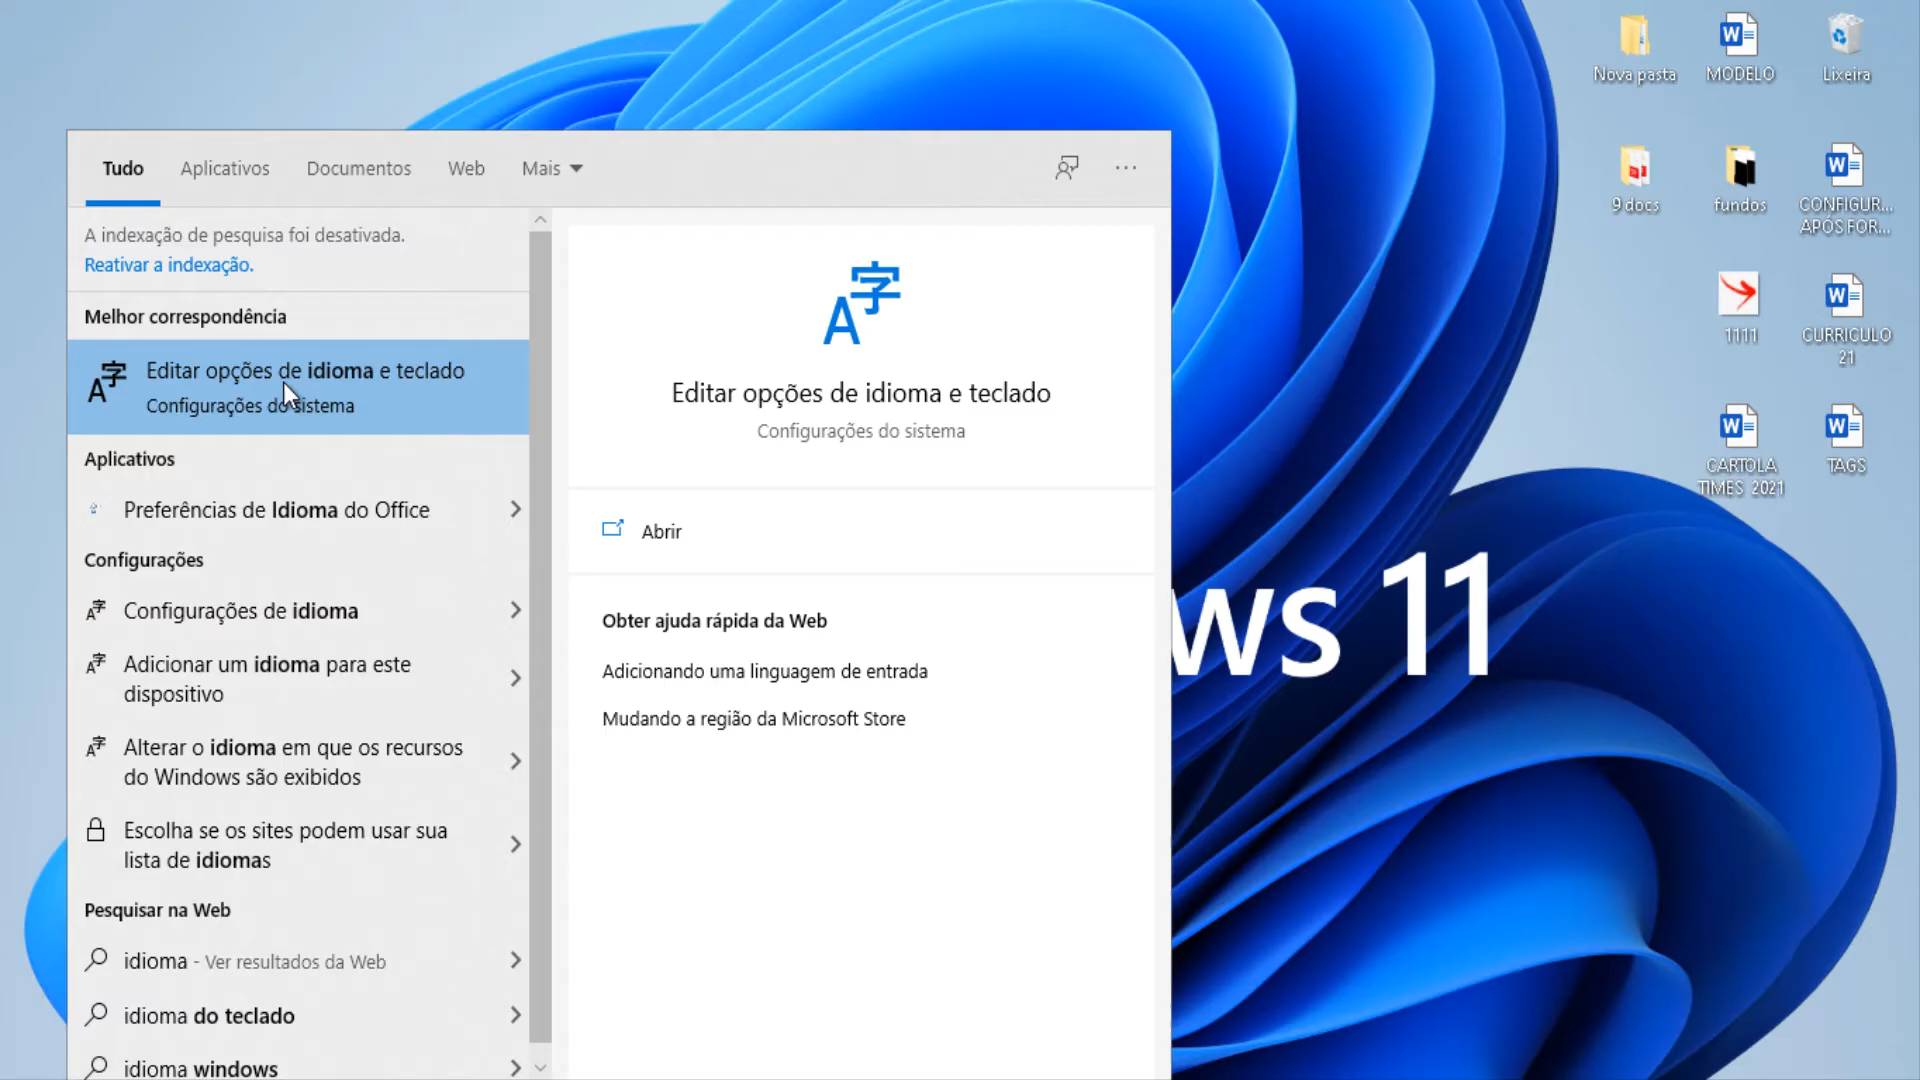 Nova pasta
MODELO
Lixeira
Tudo
Aplicativos
Documentos
Web
Mais
9 docs
fundos
CONFIGUR...
APÓS FOR...
A indexação de pesquisa foi desativada.
Reativar a indexação.
Melhor correspondência
Editar opções de idioma e teclado
Configurações do sistema
Aplicativos
Preferências de Idioma do Office
Configurações
Configurações de idioma
Adicionar um idioma para este
dispositivo
Alterar o idioma em que os recursos
do Windows são exibidos
Escolha se os sites podem usar sua
lista de idiomas
Pesquisar na Web
idioma - Ver resultados da Web
idioma do teclado
idioma windows
A字
Editar opções de idioma e teclado
Configurações do sistema
Abrir
Obter ajuda rápida da Web
Adicionando uma linguagem de entrada
Mudando a região da Microsoft Store
1111
CURRICULO
21
CARTOLA
TIMES 2021
TAGS
ws 11